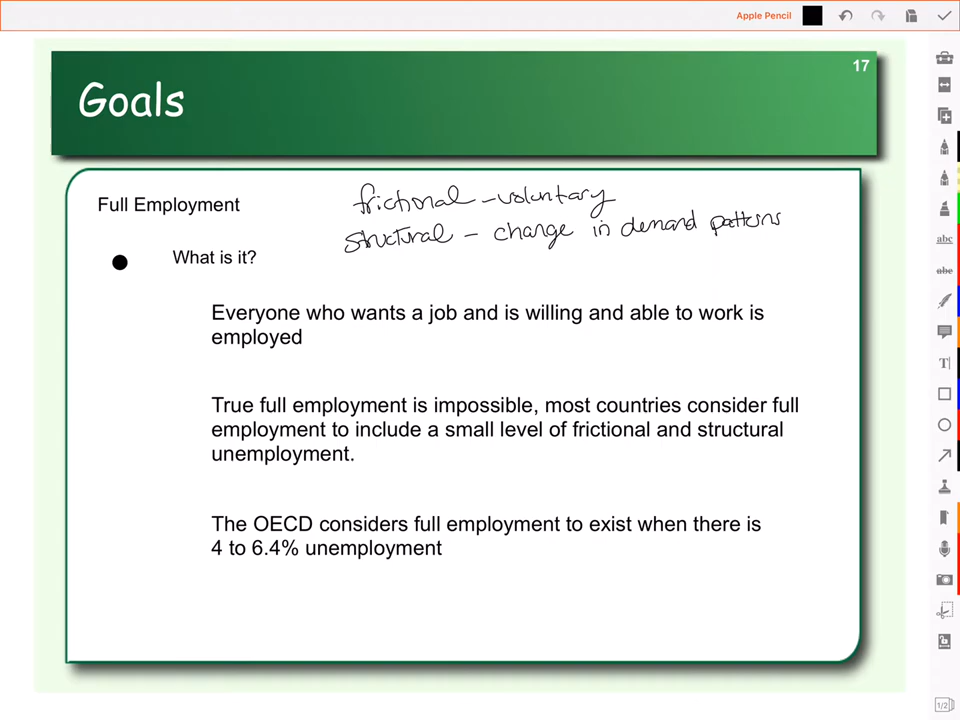 Apple Pencil
17
Goals
Full Employment
frictional - voluntary
structural - change in demand patterns
What is it?
Everyone who wants a job and is willing and able to work is
employed
True full employment is impossible, most countries consider full
employment to include a small level of frictional and structural
unemployment.
The OECD considers full employment to exist when there is
4 to 6.4% unemployment
abc
abc
T
1/2